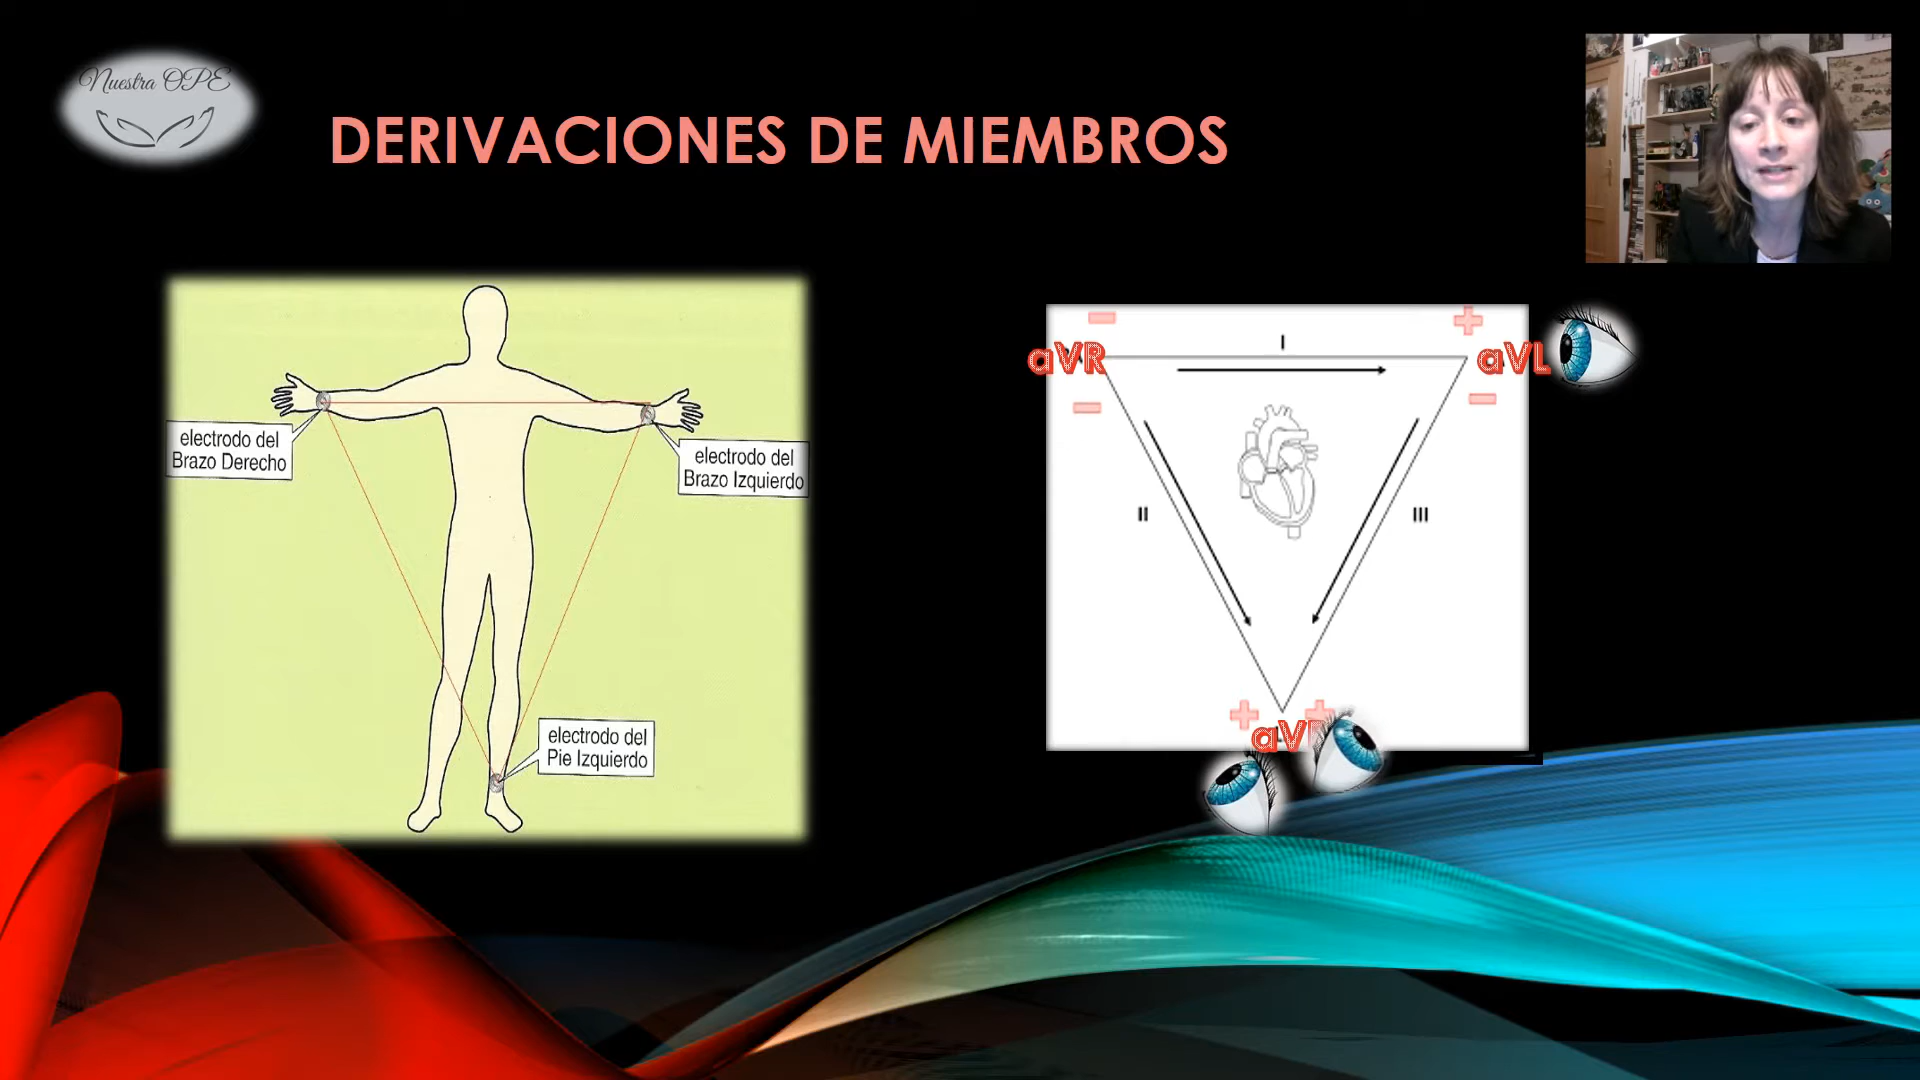 Nuestra OPE
DERIVACIONES DE MIEMBROS
electrodo del
Brazo Derecho
electrodo del
Brazo Izquierdo
electrodo del
Pie Izquierdo
I
aVR
aVL
II
III